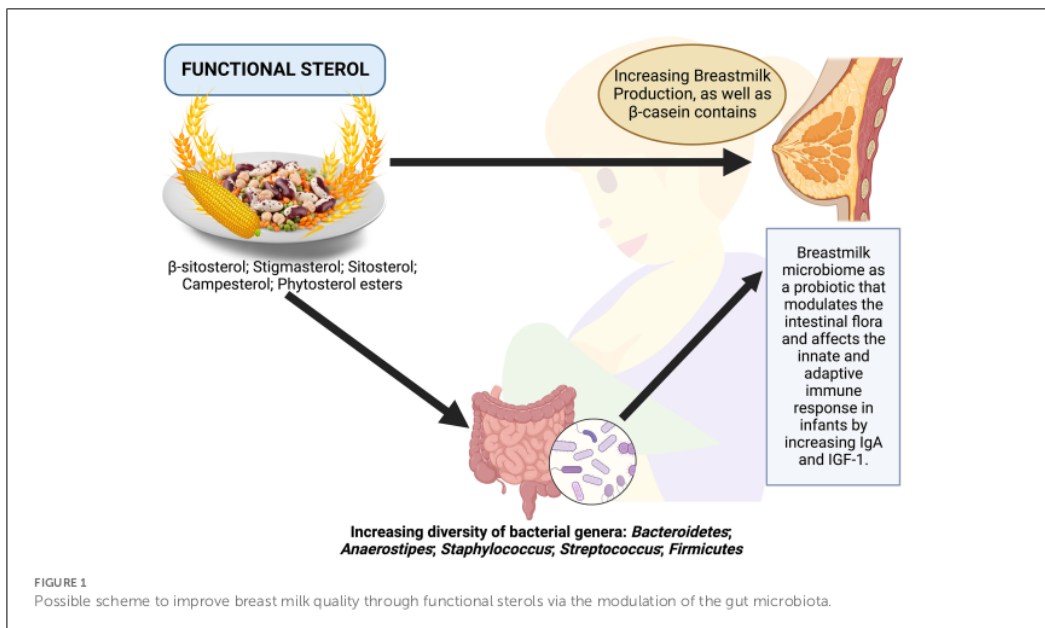 FUNCTIONAL STEROL
Increasing Breastmilk
Production, as well as
β-casein contains
β-sitosterol; Stigmasterol; Sitosterol;
Campesterol; Phytosterol esters
Breastmilk
microbiome as
a probiotic that
modulates the
intestinal flora
and affects the
innate and
adaptive
immune
response in
infants by
increasing IgA
and IGF-1.
Increasing diversity of bacterial genera: Bacteroidetes;
Anaerostipes; Staphylococcus; Streptococcus; Firmicutes
FIGURE 1
Possible scheme to improve breast milk quality through functional sterols via the modulation of the gut microbiota.